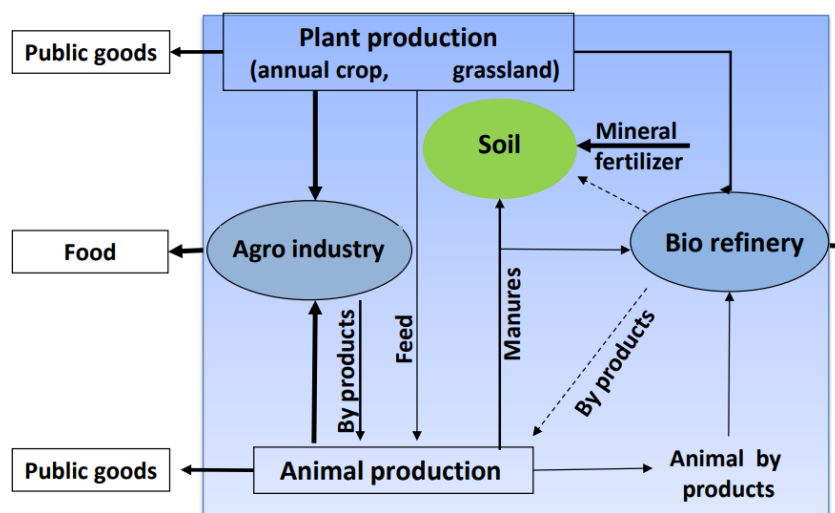 Plant production
Public goods
(annual crop, grassland)
Soil
Mineral
fertilizer
Food
Agro industry
Bio refinery
By products
Feed
Manures
By products
Public goods
Animal production
Animal by
products